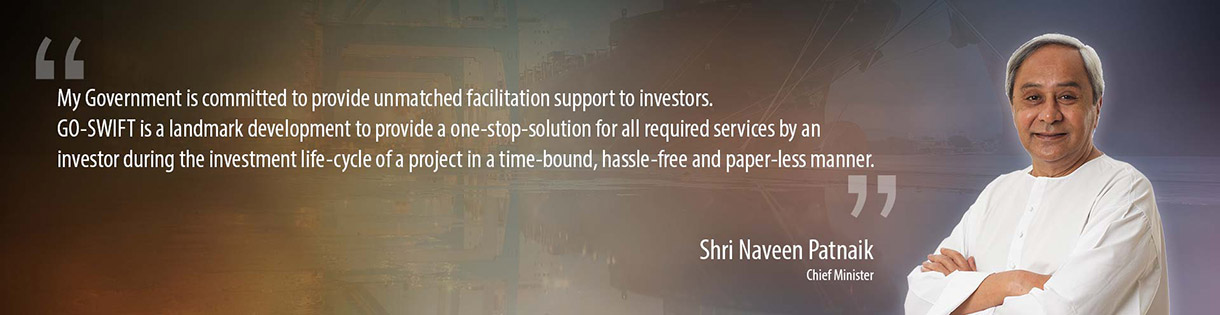 “
My Government is committed to provide unmatched facilitation support to investors.
GO-SWIFT is a landmark development to provide a one-stop-solution for all required services by an
investor during the investment life-cycle of a project in a time-bound, hassle-free and paper-less manner.
”
Shri Naveen Patnaik
Chief Minister